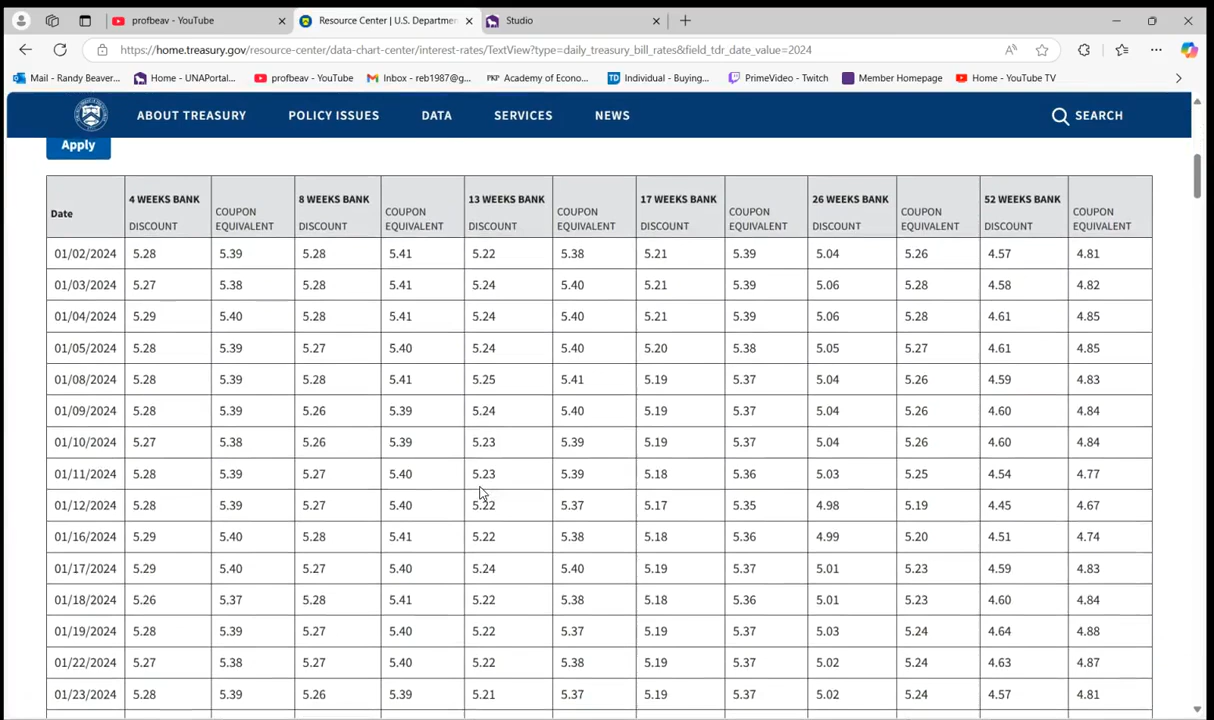 profbeav - YouTube
Resource Center | U.S. Departmen
Studio
https://home.treasury.gov/resource-center/data-chart-center/interest-rates/TextView?type=daily_treasury_bill_rates&field_tdr_date_value=2024
Mail - Randy Beaver... Home - UNAPortal... profbeav - YouTube Inbox - reb1987@g... PKP Academy of Econo... TD Individual - Buying... PrimeVideo - Twitch Member Homepage Home - YouTube TV
ABOUT TREASURY POLICY ISSUES DATA SERVICES NEWS SEARCH
Apply
Date 4 WEEKS BANK DISCOUNT COUPON EQUIVALENT 8 WEEKS BANK DISCOUNT COUPON EQUIVALENT 13 WEEKS BANK DISCOUNT COUPON EQUIVALENT 17 WEEKS BANK DISCOUNT COUPON EQUIVALENT 26 WEEKS BANK DISCOUNT COUPON EQUIVALENT 52 WEEKS BANK DISCOUNT COUPON EQUIVALENT
01/02/2024 5.28 5.39 5.28 5.41 5.22 5.38 5.21 5.39 5.04 5.26 4.57 4.81
01/03/2024 5.27 5.38 5.28 5.41 5.24 5.40 5.21 5.39 5.06 5.28 4.58 4.82
01/04/2024 5.29 5.40 5.28 5.41 5.24 5.40 5.21 5.39 5.06 5.28 4.61 4.85
01/05/2024 5.28 5.39 5.27 5.40 5.24 5.40 5.20 5.38 5.05 5.27 4.61 4.85
01/08/2024 5.28 5.39 5.28 5.41 5.25 5.41 5.19 5.37 5.04 5.26 4.59 4.83
01/09/2024 5.28 5.39 5.26 5.39 5.24 5.40 5.19 5.37 5.04 5.26 4.60 4.84
01/10/2024 5.27 5.38 5.26 5.39 5.23 5.39 5.19 5.37 5.04 5.26 4.60 4.84
01/11/2024 5.28 5.39 5.27 5.40 5.23 5.39 5.18 5.36 5.03 5.25 4.54 4.77
01/12/2024 5.28 5.39 5.27 5.40 5.22 5.37 5.17 5.35 4.98 5.19 4.45 4.67
01/16/2024 5.29 5.40 5.28 5.41 5.22 5.38 5.18 5.36 4.99 5.20 4.51 4.74
01/17/2024 5.29 5.40 5.27 5.40 5.24 5.40 5.19 5.37 5.01 5.23 4.59 4.83
01/18/2024 5.26 5.37 5.28 5.41 5.22 5.38 5.18 5.36 5.01 5.23 4.60 4.84
01/19/2024 5.28 5.39 5.27 5.40 5.22 5.37 5.19 5.37 5.03 5.24 4.64 4.88
01/22/2024 5.27 5.38 5.27 5.40 5.22 5.38 5.19 5.37 5.02 5.24 4.63 4.87
01/23/2024 5.28 5.39 5.26 5.39 5.21 5.37 5.19 5.37 5.02 5.24 4.57 4.81